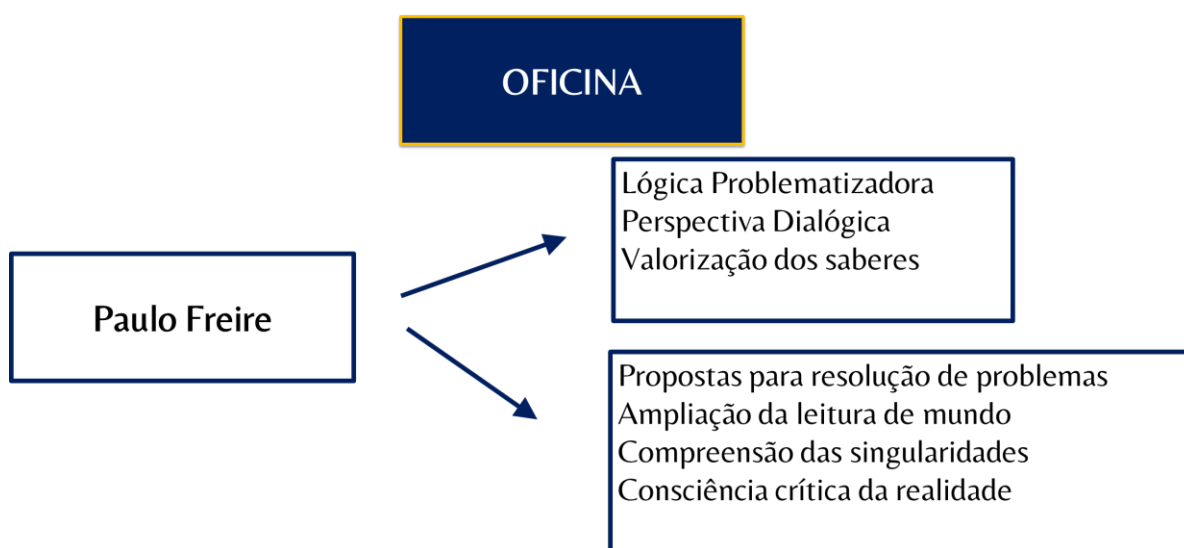 OFICINA
Lógica Problematizadora
Perspectiva Dialógica
Valorização dos saberes
Paulo Freire
Propostas para resolução de problemas
Ampliação da leitura de mundo
Compreensão das singularidades
Consciência crítica da realidade